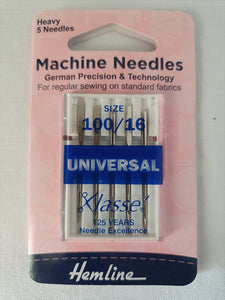 Heavy
5 Needles
Machine Needles
German Precision & Technology
For regular sewing on standard fabrics
SIZE
100/16
UNIVERSAL
Klassé
125 YEARS
Needle Excellence
Hemline